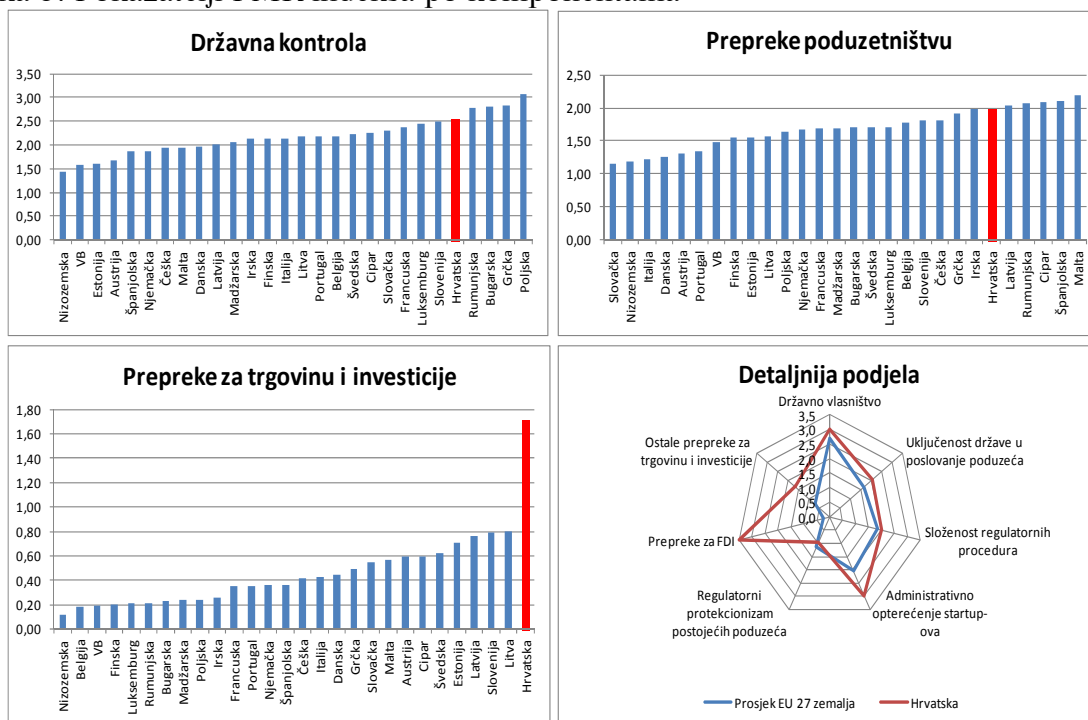 Državna kontrola
3,50
3,00
2,50
2,00
1,50
1,00
0,50
0,00
Nizozemska
VB
Estonija
Austrija
Španjolska
Njemačka
Češka
Malta
Danska
Latvija
Madžarska
Irska
Finska
Italija
Litva
Portugal
Belgija
Švedska
Cipar
Slovačka
Francuska
Luksemburg
Slovenija
Hrvatska
Rumunjska
Bugarska
Grčka
Poljska
Prepreke poduzetništvu
2,50
2,00
1,50
1,00
0,50
0,00
Slovačka
Nizozemska
Italija
Danska
Austrija
Portugal
VB
Finska
Estonija
Litva
Poljska
Njemačka
Francuska
Madžarska
Bugarska
Švedska
Luksemburg
Belgija
Slovenija
Češka
Grčka
Irska
Hrvatska
Latvija
Rumunjska
Cipar
Španjolska
Malta
Prepreke za trgovinu i investicije
1,80
1,60
1,40
1,20
1,00
0,80
0,60
0,40
0,20
0,00
Nizozemska
Belgija
VB
Finska
Luksemburg
Rumunjska
Bugarska
Madžarska
Poljska
Irska
Francuska
Portugal
Njemačka
Španjolska
Češka
Italija
Danska
Grčka
Slovačka
Malta
Austrija
Cipar
Švedska
Estonija
Latvija
Slovenija
Litva
Hrvatska
Detaljnija podjela
Državno vlasništvo
3,5
3,0
2,5
2,0
1,5
1,0
0,5
0,0
Uključenost države u
poslovanje poduzeća
Složenost regulatornih
procedura
Administrativno
opterećenje startup-
ova
Regulatorni
protekcionizam
postojećih poduzeća
Prepreke za FDI
Ostale prepreke za
trgovinu i investicije
Prosjek EU 27 zemalja
Hrvatska